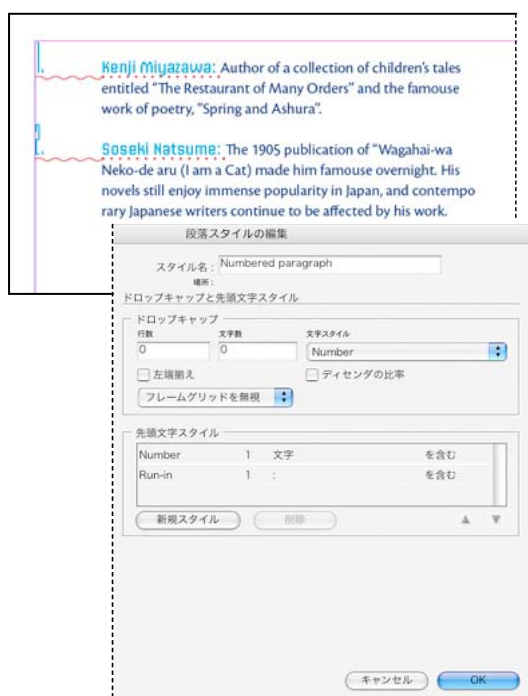 1.
Kenji Miyazawa: Author of a collection of children's tales
entitled "The Restaurant of Many Orders" and the famouse
work of poetry, "Spring and Ashura".
2.
Soseki Natsume: The 1905 publication of "Wagahai-wa
Neko-de aru (I am a Cat) made him famouse overnight. His
novels still enjoy immense popularity in Japan, and contempo
rary Japanese writers continue to be affected by his work.
段落スタイルの編集
スタイル名: Numbered paragraph
場所:
ドロップキャップと先頭文字スタイル
ドロップキャップ
行数 文字数 文字スタイル
0 0 Number
左端揃え ディセンダの比率
フレームグリッドを無視
先頭文字スタイル
Number 1 文字 を含む
Run-in 1 : を含む
新規スタイル 削除
キャンセル OK